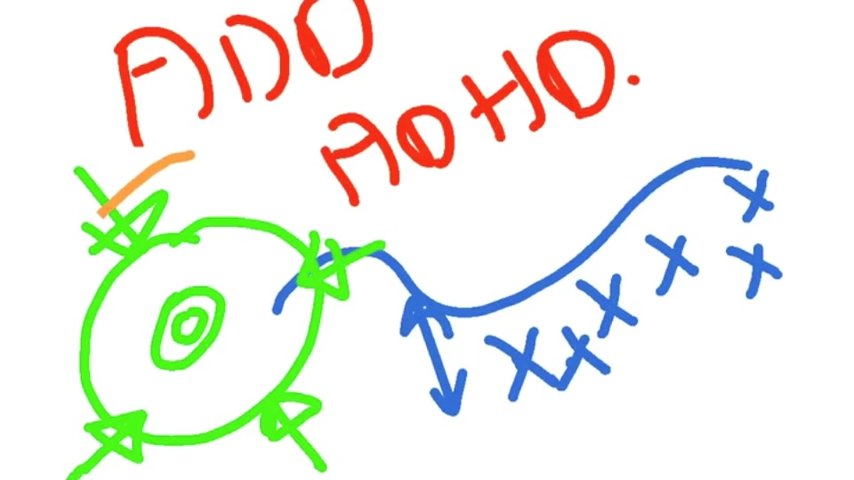 ADD
ADHD.
x x x x x x